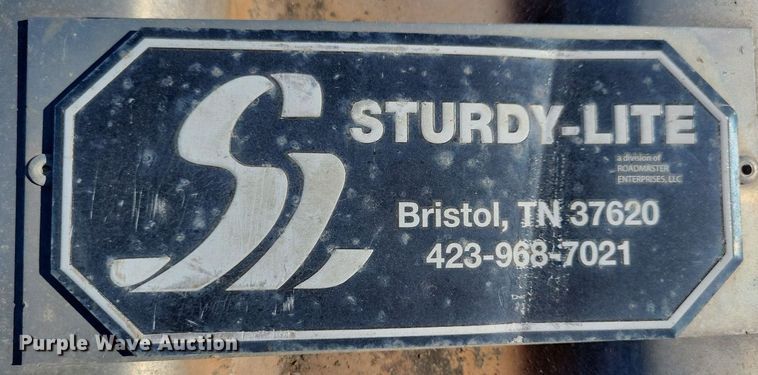 SL
STURDY-LITE
a division of
ROADMASTER
ENTERPRISES, LLC
Bristol, TN 37620
423-968-7021
Purple Wave Auction